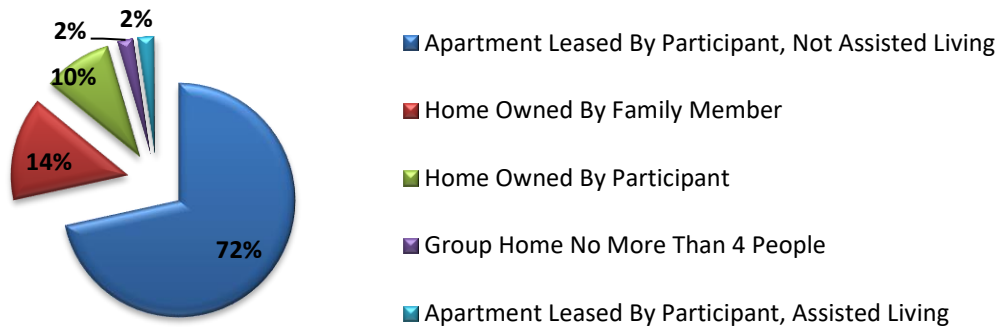 2%
2%
10%
14%
72%
Apartment Leased By Participant, Not Assisted Living
Home Owned By Family Member
Home Owned By Participant
Group Home No More Than 4 People
Apartment Leased By Participant, Assisted Living